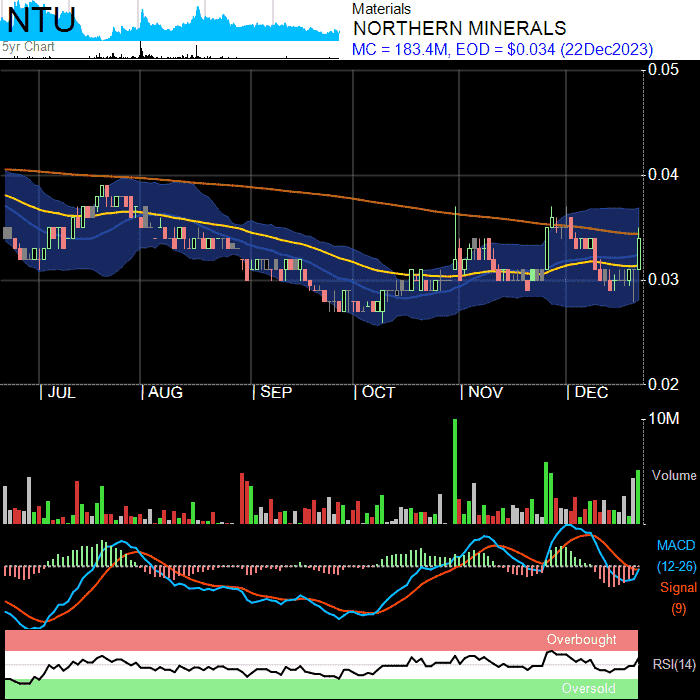 NTU
5yr Chart
Materials
NORTHERN MINERALS
MC = 183.4M, EOD = $0.034 (22Dec2023)
0.05
0.04
0.03
0.02
| JUL | AUG | SEP | OCT | NOV | DEC
10M
Volume
MACD
(12-26)
Signal
(9)
Overbought
RSI(14)
Oversold